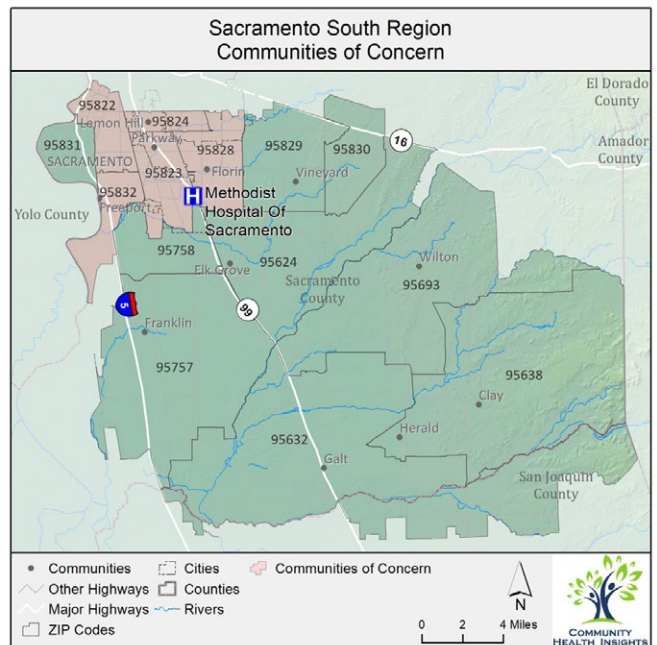 Sacramento South Region
Communities of Concern
El Dorado
County
Amador
County
16
95822
95824
Lemon Hill
Parkway
95831
SACRAMENTO
95828
95829
95830
Florin
Vineyard
95823
95832
Freeport
H
Methodist
Hospital Of
Sacramento
Yolo County
95758
95624
Elk Grove
Sacramento
County
Wilton
95693
5
99
Franklin
95757
95638
Clay
95632
Herald
Galt
San Joaquin
County
Communities
Other Highways
Major Highways
ZIP Codes
Cities
Counties
Rivers
Communities of Concern
N
0 2 4 Miles
COMMUNITY
HEALTH INSIGHTS